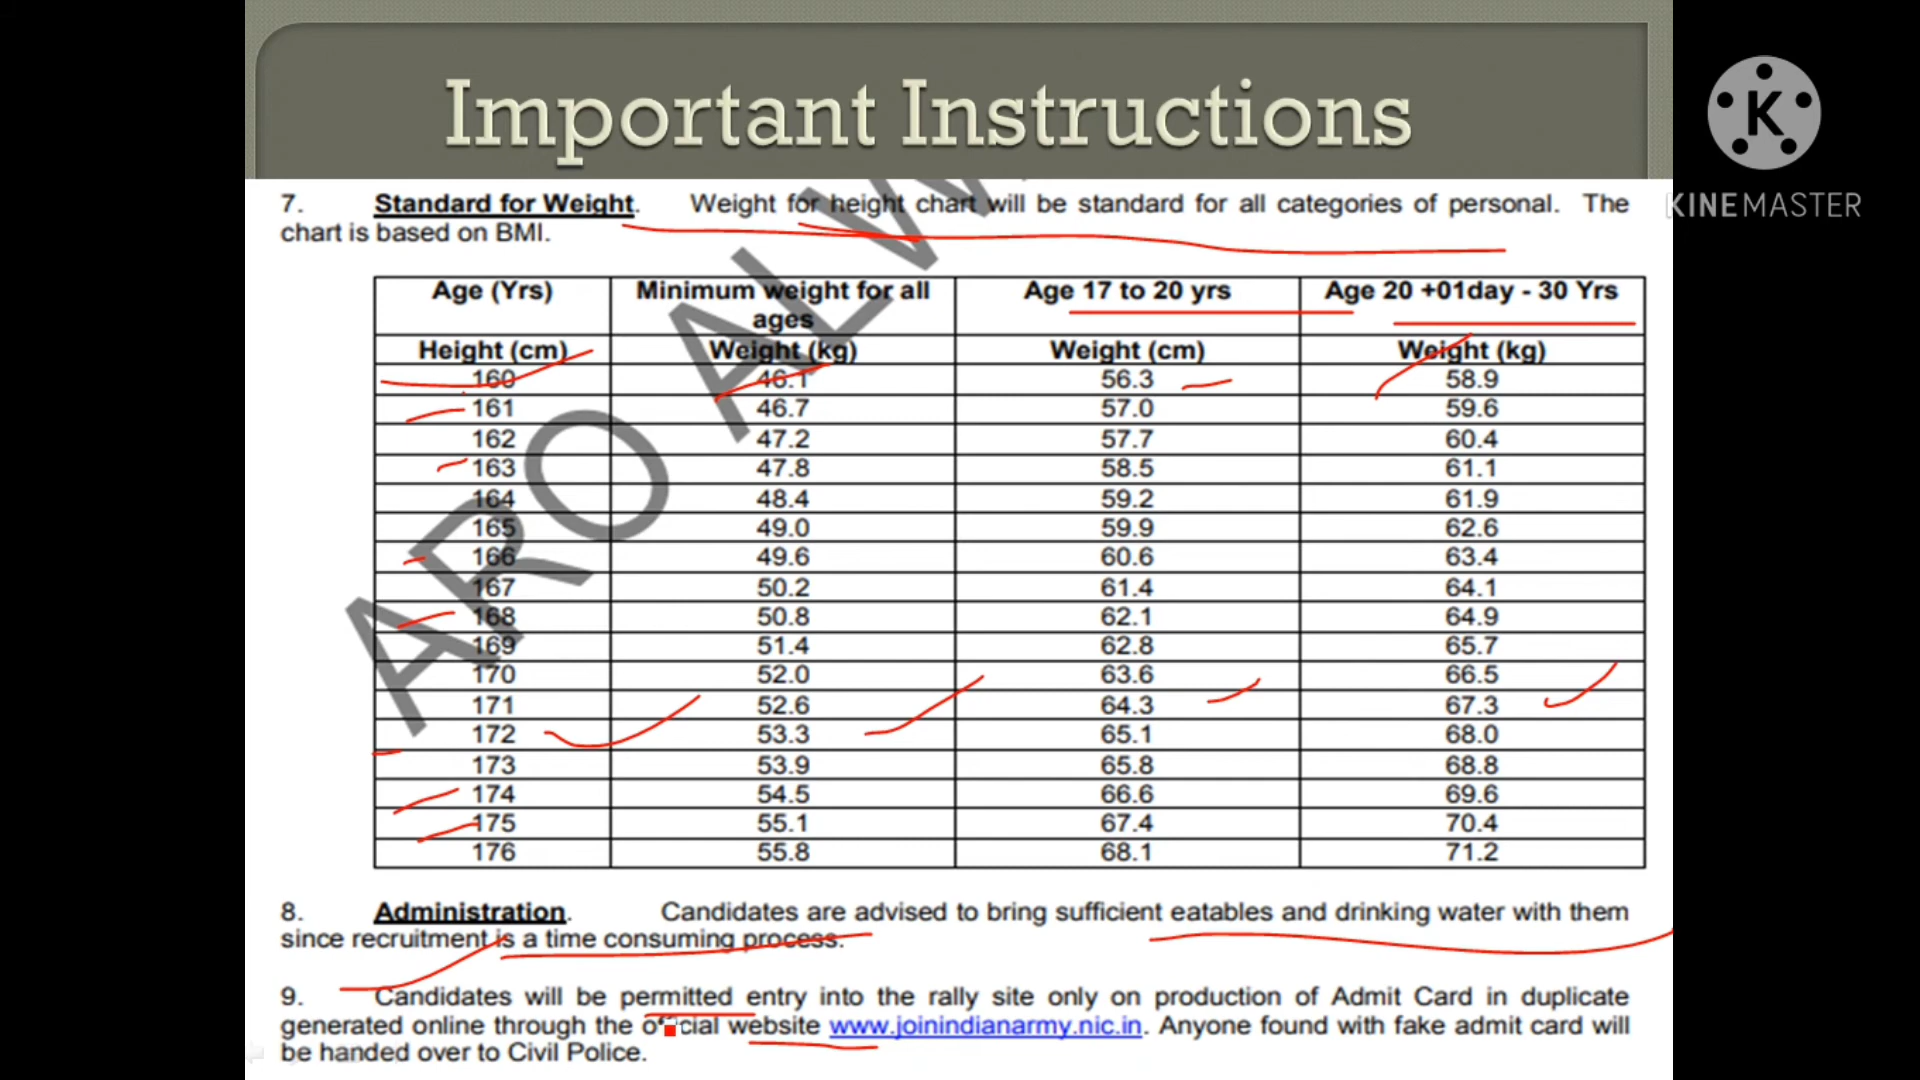 Important Instructions
K
KINEMASTER
7. Standard for Weight. Weight for height chart will be standard for all categories of personal. The
chart is based on BMI.
Age (Yrs) Minimum weight for all ages Age 17 to 20 yrs Age 20 +01day - 30 Yrs
Height (cm) Weight (kg) Weight (cm) Weight (kg)
160 46.1 56.3 58.9
161 46.7 57.0 59.6
162 47.2 57.7 60.4
163 47.8 58.5 61.1
164 48.4 59.2 61.9
165 49.0 59.9 62.6
166 49.6 60.6 63.4
167 50.2 61.4 64.1
168 50.8 62.1 64.9
169 51.4 62.8 65.7
170 52.0 63.6 66.5
171 52.6 64.3 67.3
172 53.3 65.1 68.0
173 53.9 65.8 68.8
174 54.5 66.6 69.6
175 55.1 67.4 70.4
176 55.8 68.1 71.2
ARO ALW
8. Administration. Candidates are advised to bring sufficient eatables and drinking water with them
since recruitment is a time consuming process.
9. Candidates will be permitted entry into the rally site only on production of Admit Card in duplicate
generated online through the official website www.joinindianarmy.nic.in. Anyone found with fake admit card will
be handed over to Civil Police.